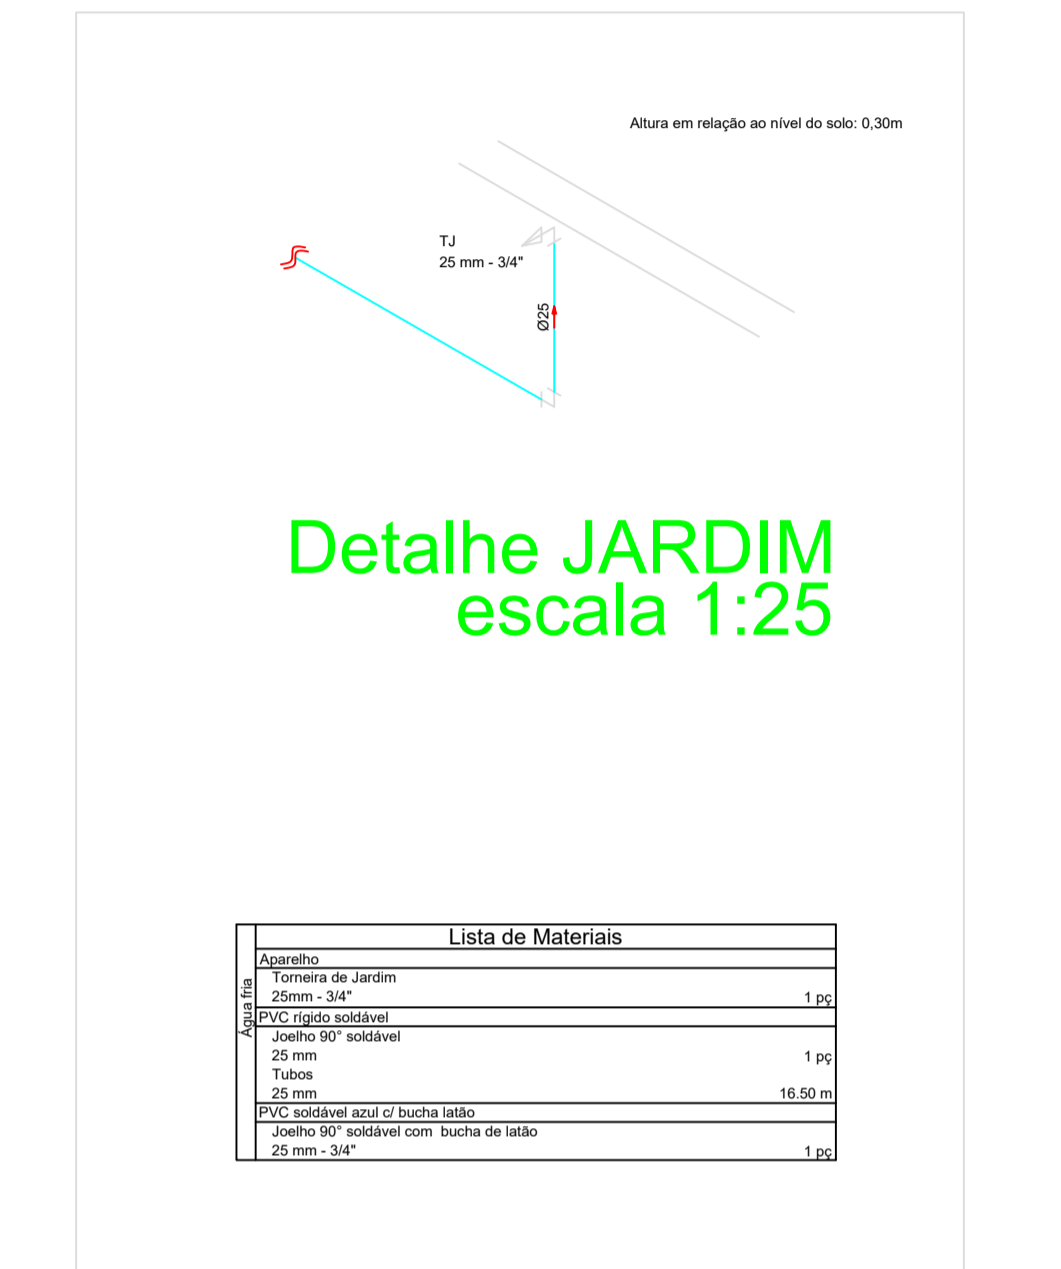 Altura em relação ao nível do solo: 0,30m
TJ
25 mm - 3/4"
Ø25
Detalhe JARDIM
escala 1:25
Água fria
Lista de Materiais
Aparelho
Torneira de Jardim
25mm - 3/4" 1 pç
PVC rígido soldável
Joelho 90° soldável
25 mm 1 pç
Tubos
25 mm 16.50 m
PVC soldável azul c/ bucha latão
Joelho 90° soldável com bucha de latão
25 mm - 3/4" 1 pç